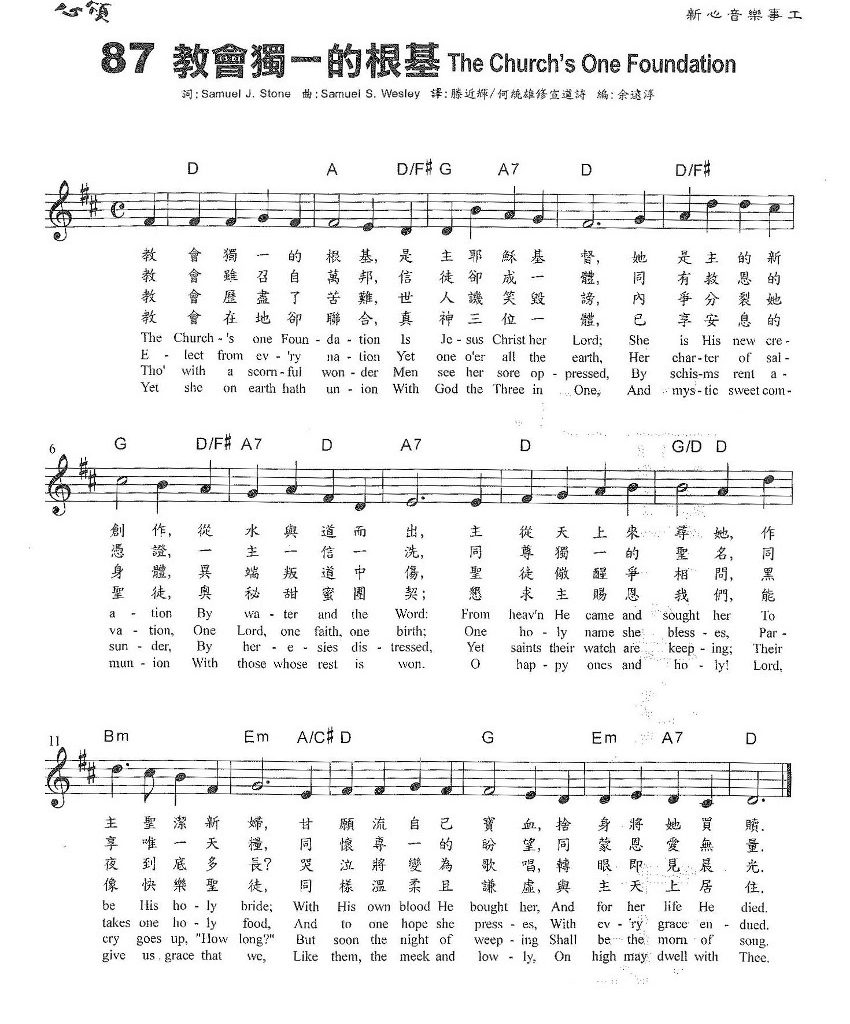 心領
新心音樂事工
87 教會獨一的根基 The Church's One Foundation
詞: Samuel J. Stone 曲: Samuel S. Wesley 譯: 滕近輝/何統雄修宣道詩 編: 余遠淳
D A D/F# G A7 D D/F#
教 會 獨 一 的 根 基, 是 主 耶 穌 基 督, 她 是 主 的 新
教 會 雖 召 自 萬 邦, 信 徒 卻 成 一 體, 同 有 救 恩 的
教 會 歷 盡 了 苦 難, 世 人 譏 笑 毀 謗, 內 爭 分 裂 她
教 會 在 地 卻 聯 合, 真 神 三 位 一 體, 已 享 安 息 的
The Church-'s one Foun- da - tion Is Je- sus Christ her Lord; She is His new cre-
E - lect from ev- 'ry na - tion Yet one o'er all the earth, Her char- ter of sal-
Tho' with a scorn- ful won - der Men see her sore op - pressed, By schisms rent a -
Yet she on earth hath un - ion With God the Three in One, And mys- tic sweet com-
6 G D/F# A7 D A7 D G/D D
創 作, 從 水 與 道 而 出, 主 從 天 上 來 尋 她, 作
憑 證, 一 主 一 信 一 洗, 同 尊 獨 一 的 聖 名, 同
身 體, 異 端 叛 道 中 傷, 聖 徒 儆 醒 爭 相 問, 黑
聖 徒, 奧 秘 甜 蜜 團 契; 懇 求 主 賜 恩 我 們, 能
a - tion By wa - ter and the Word: From heav'n He came and sought her To
va - tion, One Lord, one faith, one birth; One ho - ly name she bless - es, Par -
sun - der, By her - e - sies dis - tressed, Yet saints their watch are keep - ing; Their
mun - ion With those whose rest is won. O hap - py ones and ho - ly! Lord,
11 Bm Em A/C# D G Em A7 D
主 聖 潔 新 婦, 甘 願 流 自 己 寶 血, 捨 身 將 她 買 贖.
享 唯 一 天 糧, 同 懷 專 一 的 盼 望, 同 蒙 恩 愛 無 量.
夜 到 底 多 長? 哭 泣 將 變 為 歌 唱, 轉 眼 即 見 晨 光.
像 快 樂 聖 徒, 同 樣 溫 柔 且 謙 虛, 與 主 天 上 居 住.
be His ho - ly bride; With His own blood He bought her, And for her life He died.
takes one ho - ly food, And to one hope she press - es, With ev - 'ry grace en - dued.
cry goes up, "How long?" But soon the night of weep - ing Shall be the morn of song.
give us grace that we, Like them, the meek and low - ly, On high may dwell with Thee.